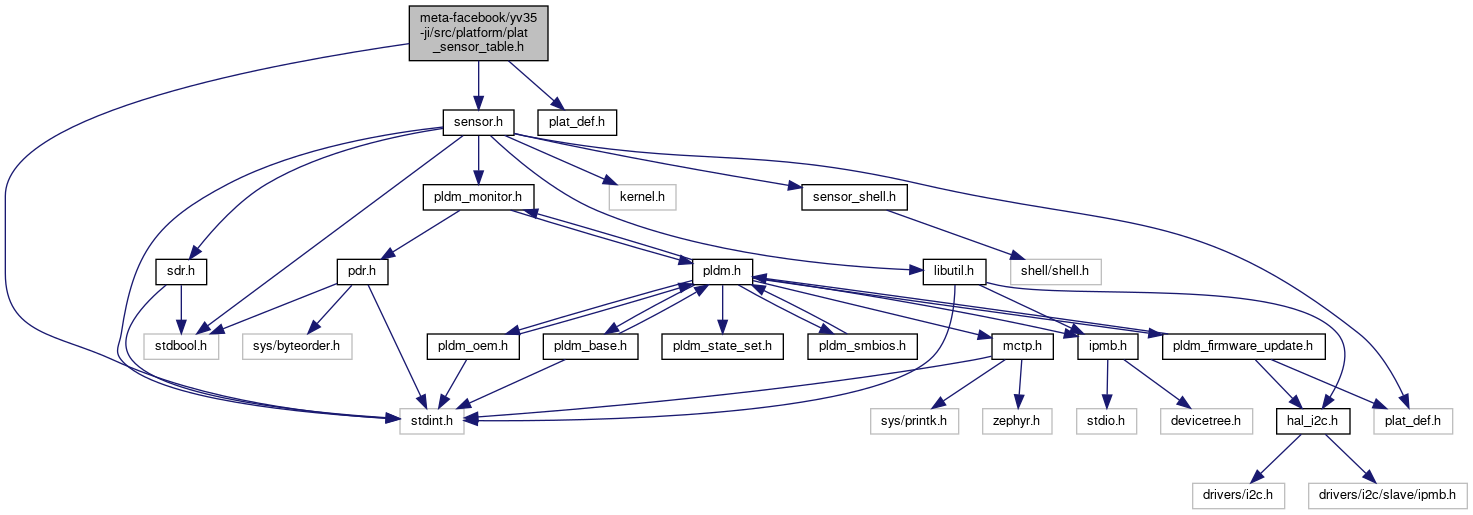 meta-facebook/yv35
-ji/src/platform/plat
_sensor_table.h
sensor.h
plat_def.h
pldm_monitor.h
kernel.h
sensor_shell.h
sdr.h
pdr.h
pldm.h
libutil.h
shell/shell.h
stdbool.h
sys/byteorder.h
pldm_oem.h
pldm_base.h
pldm_state_set.h
pldm_smbios.h
mctp.h
ipmb.h
pldm_firmware_update.h
stdint.h
sys/printk.h
zephyr.h
stdio.h
devicetree.h
hal_i2c.h
plat_def.h
drivers/i2c.h
drivers/i2c/slave/ipmb.h